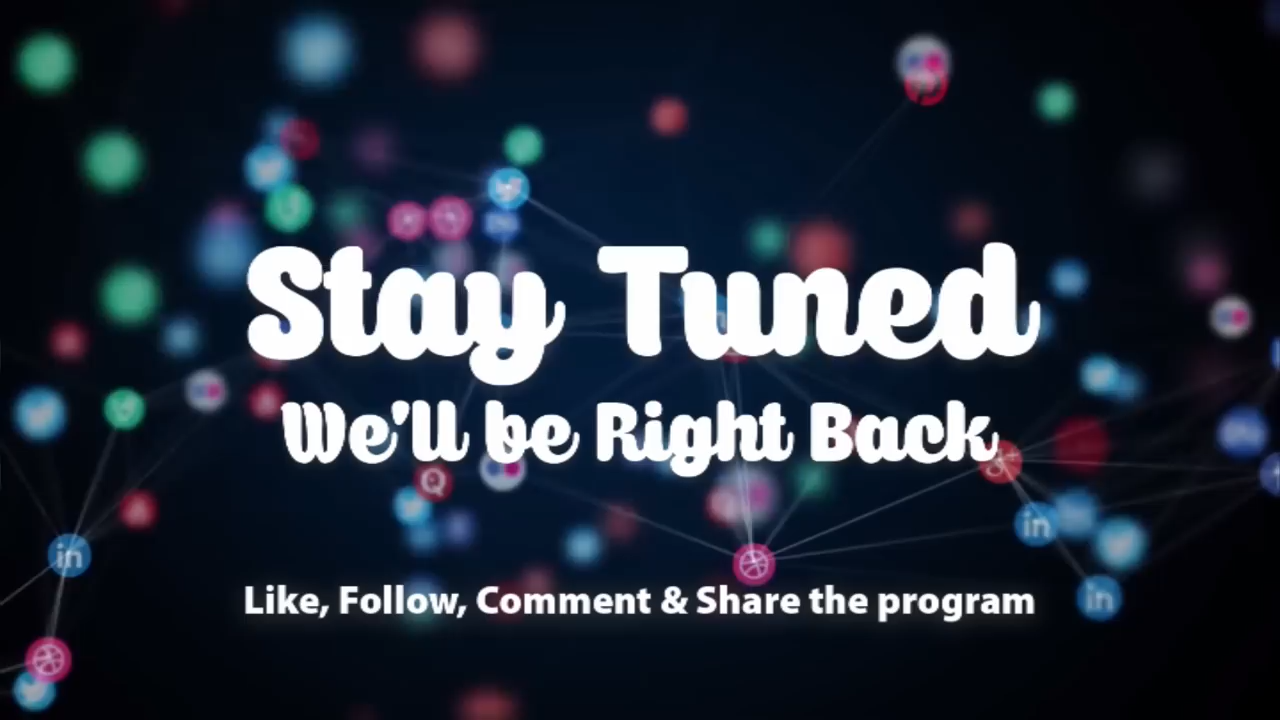 Stay Tuned
We'll be Right Back
Like, Follow, Comment & Share the program